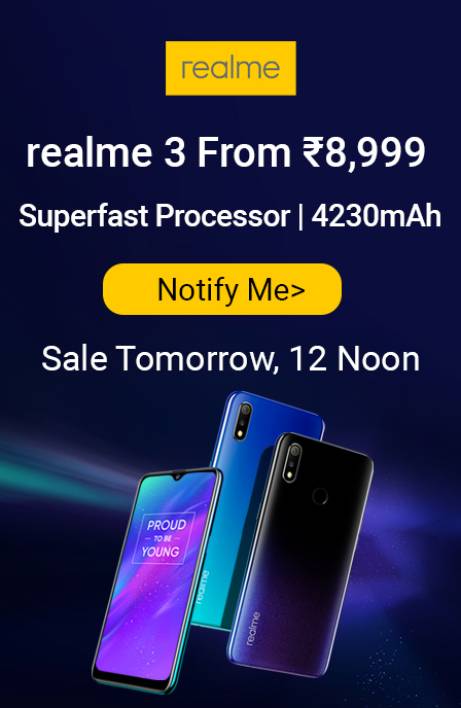 realme
realme 3 From ₹8,999
Superfast Processor | 4230mAh
Notify Me>
Sale Tomorrow, 12 Noon
PROUD
TO BE
YOUNG
realme
realme